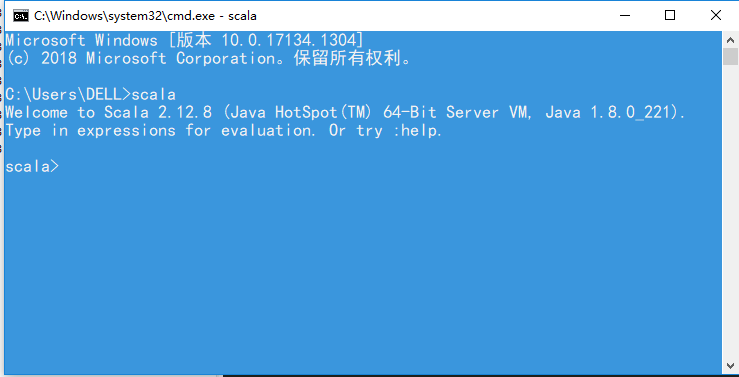 C:\Windows\system32\cmd.exe - scala
Microsoft Windows [版本 10.0.17134.1304]
(c) 2018 Microsoft Corporation。保留所有权利。
C:\Users\DELL>scala
Welcome to Scala 2.12.8 (Java HotSpot(TM) 64-Bit Server VM, Java 1.8.0_221).
Type in expressions for evaluation. Or try :help.
scala>